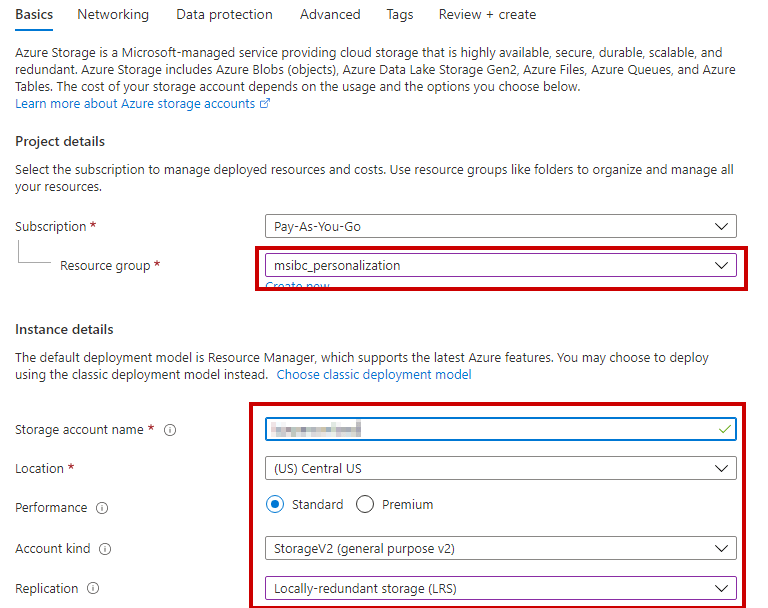 Basics Networking Data protection Advanced Tags Review + create
Azure Storage is a Microsoft-managed service providing cloud storage that is highly available, secure, durable, scalable, and
redundant. Azure Storage includes Azure Blobs (objects), Azure Data Lake Storage Gen2, Azure Files, Azure Queues, and Azure
Tables. The cost of your storage account depends on the usage and the options you choose below.
Learn more about Azure storage accounts
Project details
Select the subscription to manage deployed resources and costs. Use resource groups like folders to organize and manage all
your resources.
Subscription * Pay-As-You-Go
Resource group * msibc_personalization
Create new
Instance details
The default deployment model is Resource Manager, which supports the latest Azure features. You may choose to deploy
using the classic deployment model instead. Choose classic deployment model
Storage account name *
Location * (US) Central US
Performance Standard Premium
Account kind StorageV2 (general purpose v2)
Replication Locally-redundant storage (LRS)